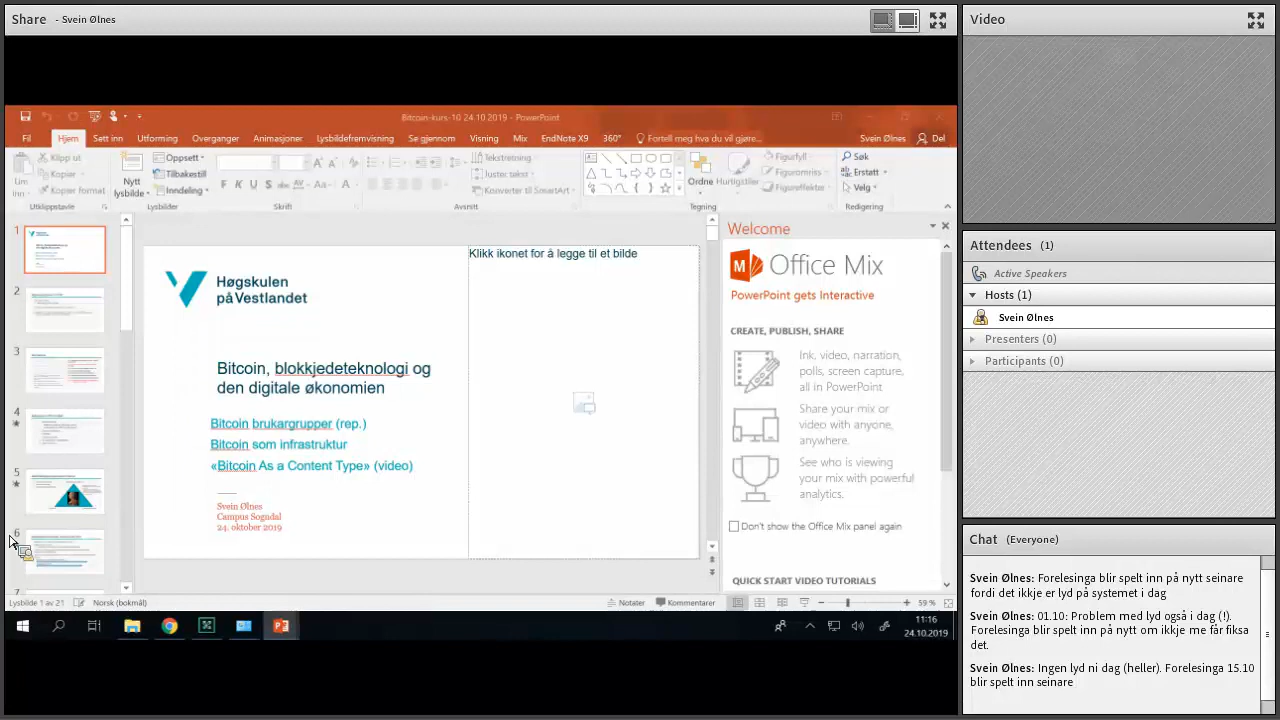 Share - Svein Ølnes
Bitcoin-kurs-10 24.10.2019 - PowerPoint
Fil Hjem Sett inn Utforming Overganger Animasjoner Lysbildefremvisning Se gjennom Visning Mix EndNote X9 360° Fortell meg hva du vil gjøre... Svein Ølnes Del
Lim inn
Klipp ut
Kopier
Kopier format
Utklippstavle
Nytt lysbilde
Oppsett
Tilbakestill
Inndeling
Lysbilder
F K U S abc AV Aa A
Skrift
Tekstretning
Juster tekst
Konverter til SmartArt
Avsnitt
Ordne
Hurtigstiler
Figurfyll
Figuromriss
Figureffekter
Tegning
Søk
Erstatt
Velg
Redigering
1
2
3
4
5
6
Høgskulen
på Vestlandet
Bitcoin, blokkjedeteknologi og
den digitale økonomien
Bitcoin brukargrupper (rep.)
Bitcoin som infrastruktur
«Bitcoin As a Content Type» (video)
Svein Ølnes
Campus Sogndal
24. oktober 2019
Klikk ikonet for å legge til et bilde
Welcome
Office Mix
PowerPoint gets Interactive
CREATE, PUBLISH, SHARE
Ink, video, narration,
polls, screen capture,
all in PowerPoint
Share your mix or
video with anyone,
anywhere.
See who is viewing
your mix with powerful
analytics.
Don't show the Office Mix panel again
QUICK START VIDEO TUTORIALS
Lysbilde 1 av 21 Norsk (bokmål) Notater Kommentarer 59 %
11:16
24.10.2019
Video
Attendees (1)
Active Speakers
Hosts (1)
Svein Ølnes
Presenters (0)
Participants (0)
Chat (Everyone)
Svein Ølnes: Forelesinga blir spelt inn på nytt seinare
fordi det ikkje er lyd på systemet i dag
Svein Ølnes: 01.10: Problem med lyd også i dag (!).
Forelesinga blir spelt inn på nytt om ikkje me får fiksa
det.
Svein Ølnes: Ingen lyd ni dag (heller). Forelesinga 15.10
blir spelt inn seinare